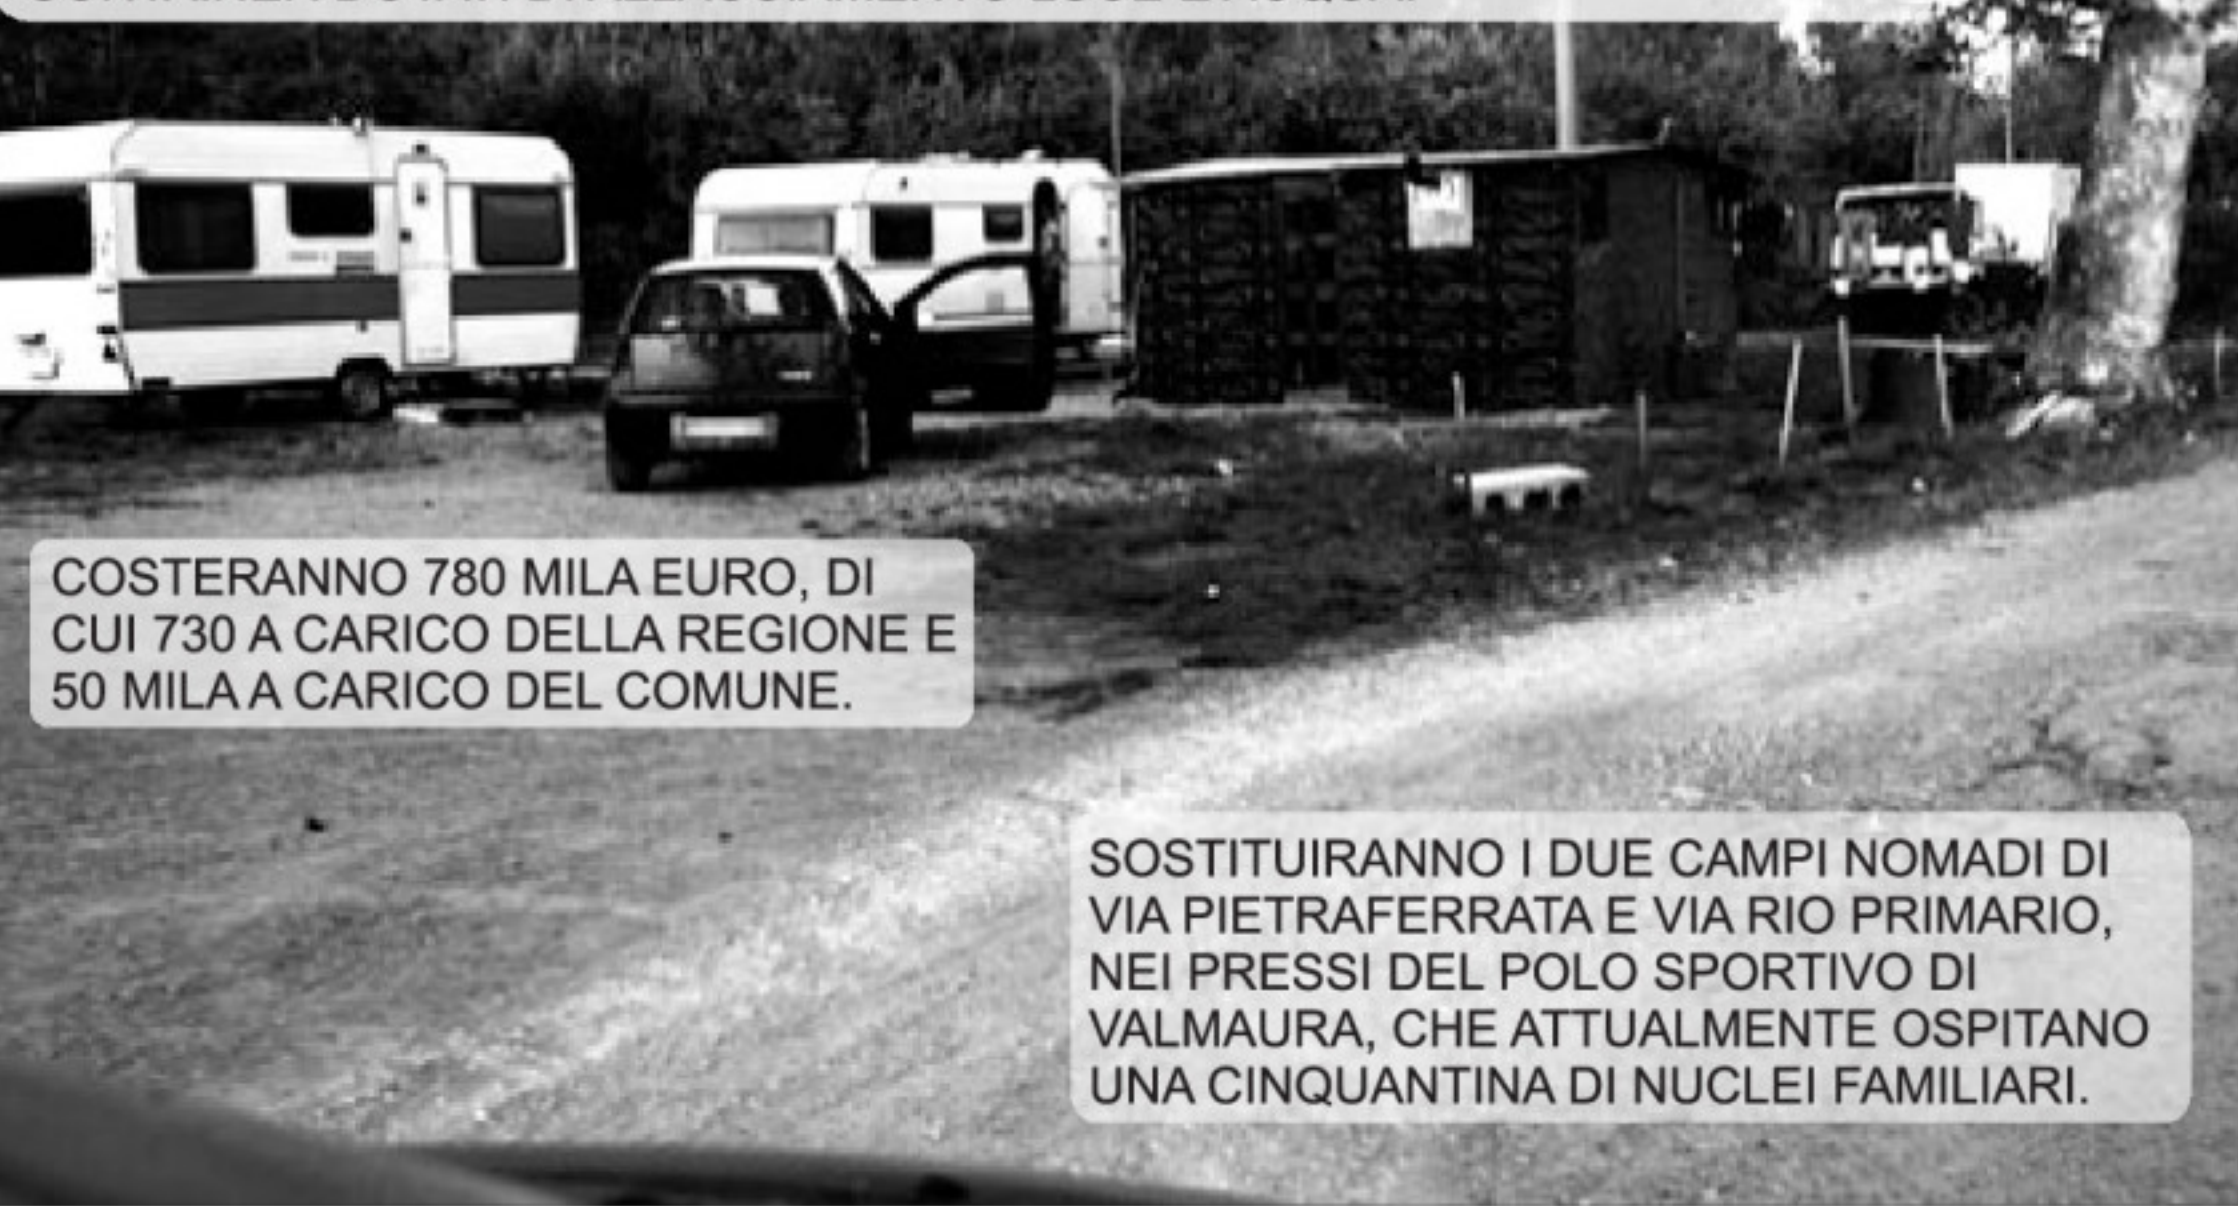 COSTERANNO 780 MILA EURO, DI
CUI 730 A CARICO DELLA REGIONE E
50 MILA A CARICO DEL COMUNE.
SOSTITUIRANNO I DUE CAMPI NOMADI DI
VIA PIETRAFERRATA E VIA RIO PRIMARIO,
NEI PRESSI DEL POLO SPORTIVO DI
VALMAURA, CHE ATTUALMENTE OSPITANO
UNA CINQUANTINA DI NUCLEI FAMILIARI.